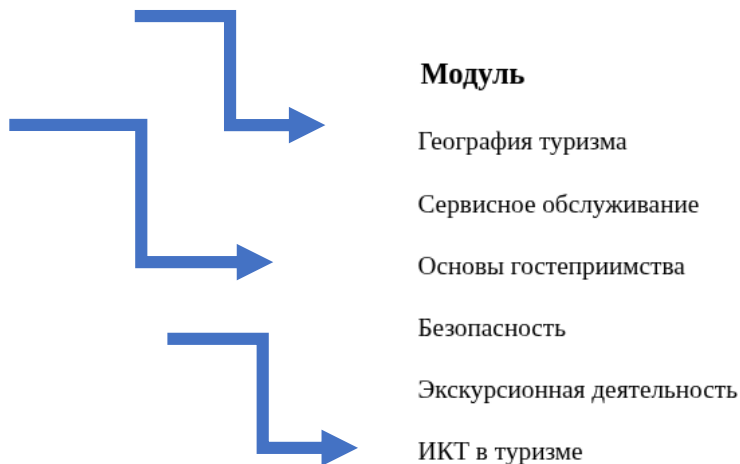 Модуль
География туризма
Сервисное обслуживание
Основы гостеприимства
Безопасность
Экскурсионная деятельность
ИКТ в туризме